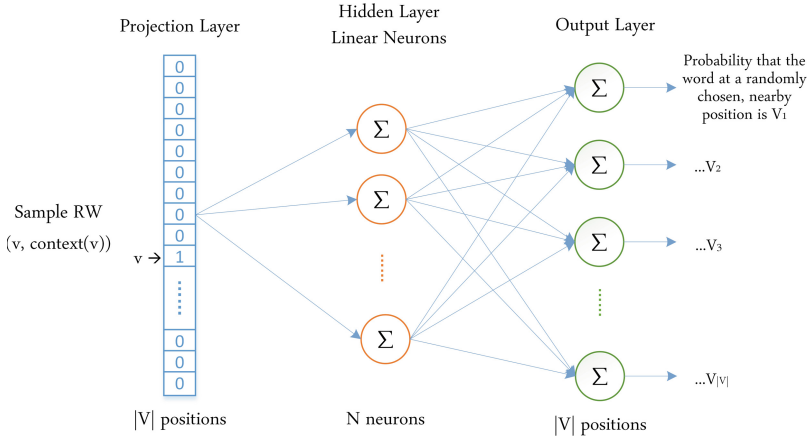 Projection Layer
Hidden Layer
Linear Neurons
Output Layer
0
0
0
0
0
0
0
0
0
1
0
0
0
Sample RW
(v, context(v))
v →
Σ
Σ
Σ
Σ
Σ
Σ
Σ
Probability that the
word at a randomly
chosen, nearby
position is V₁
...V₂
...V₃
...V|V|
|V| positions
N neurons
|V| positions